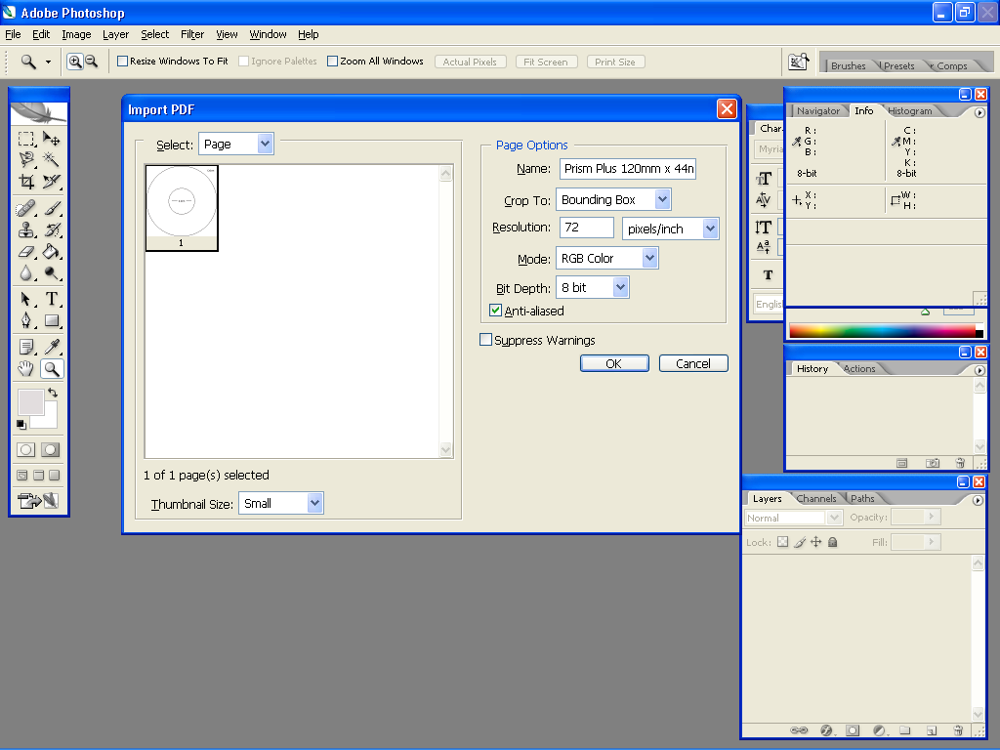 Adobe Photoshop
File Edit Image Layer Select Filter View Window Help
Resize Windows To Fit Ignore Palettes Zoom All Windows Actual Pixels Fit Screen Print Size
Brushes Presets Comps
Import PDF
Select: Page
1
1 of 1 page(s) selected
Thumbnail Size: Small
Page Options
Name: Prism Plus 120mm x 44m
Crop To: Bounding Box
Resolution: 72 pixels/inch
Mode: RGB Color
Bit Depth: 8 bit
Anti-aliased
Suppress Warnings
OK Cancel
Char
Myria
T
English
Navigator Info Histogram
R: C:
G: M:
B: Y:
K:
8-bit 8-bit
X: W:
Y: H:
History Actions
Layers Channels Paths
Normal Opacity:
Lock: Fill: